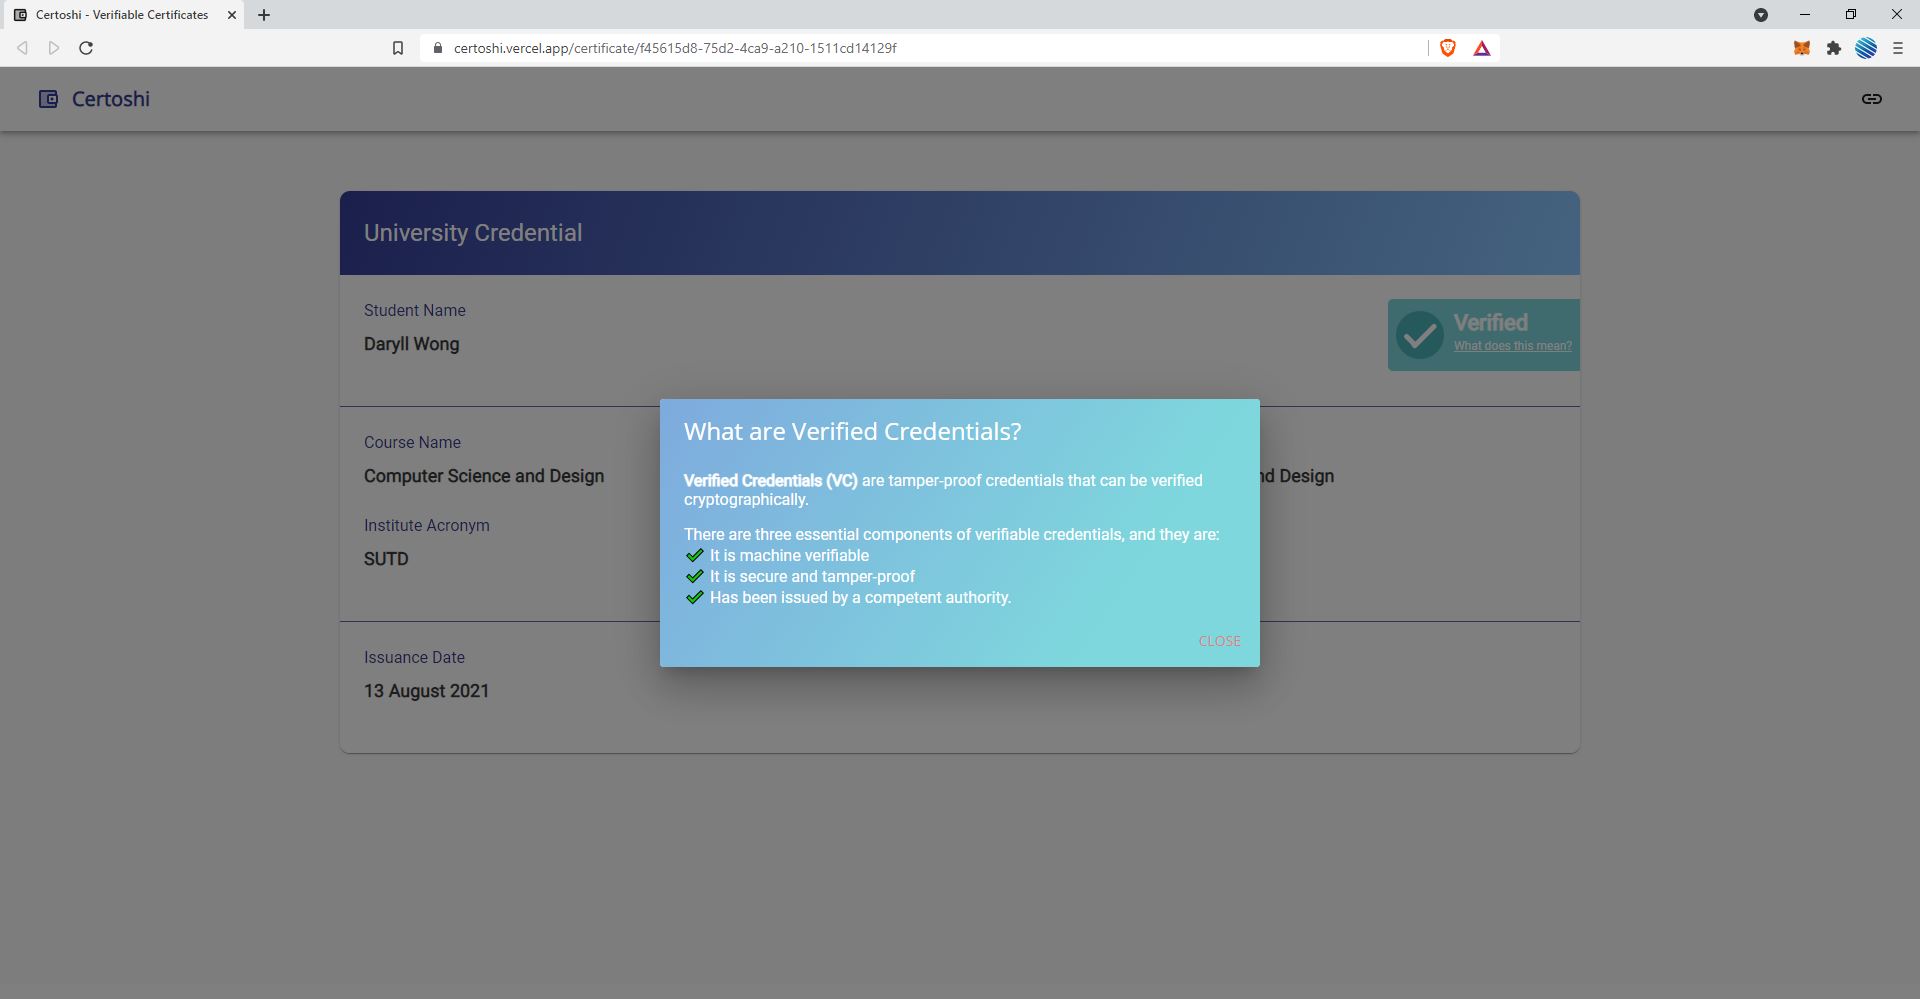 Certoshi - Verifiable Certificates
certoshi.vercel.app/certificate/f45615d8-75d2-4ca9-a210-1511cd14129f
Certoshi
University Credential
Student Name
Daryll Wong
Verified
What does this mean?
Course Name
Computer Science and Design
nd Design
Institute Acronym
SUTD
Issuance Date
13 August 2021
What are Verified Credentials?
Verified Credentials (VC) are tamper-proof credentials that can be verified
cryptographically.
There are three essential components of verifiable credentials, and they are:
It is machine verifiable
It is secure and tamper-proof
Has been issued by a competent authority.
CLOSE